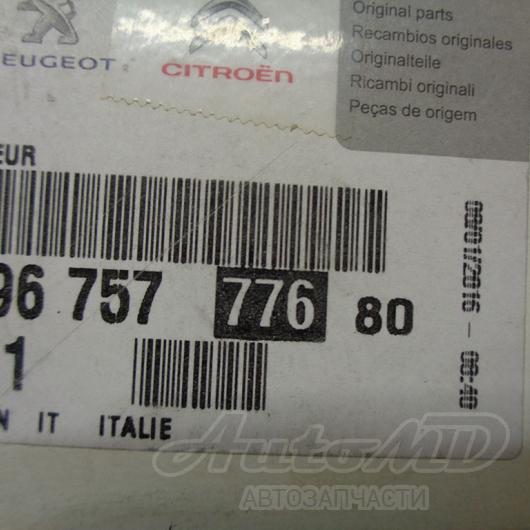 PEUGEOT
CITROËN
Original parts
Recambios originales
Originalteile
Ricambi originali
Peças de origem
EUR
96 757 776 80
1
N IT ITALIE
08/01/2016 - 08:40
AutoMD
АВТОЗАПЧАСТИ